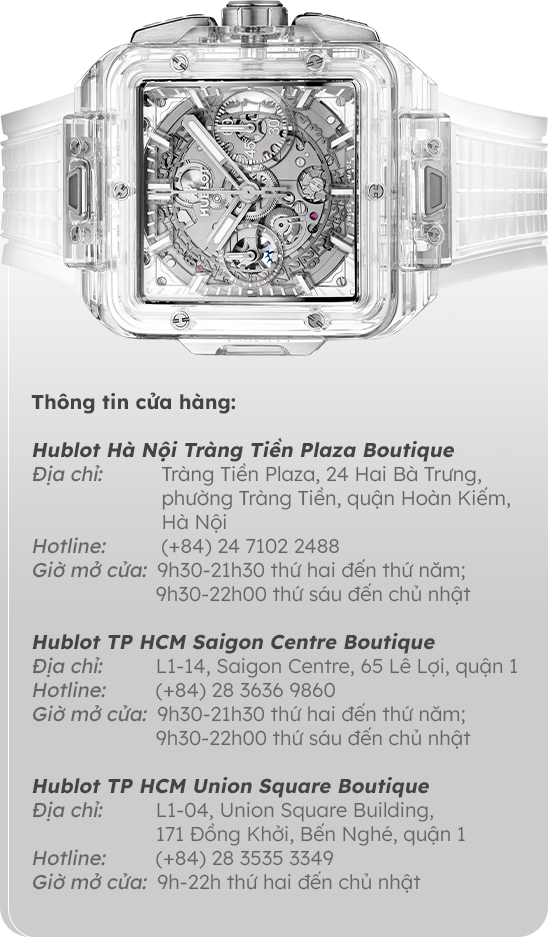 30
45
HUBLOT
Thông tin cửa hàng:
Hublot Hà Nội Tràng Tiền Plaza Boutique
Địa chỉ: Tràng Tiền Plaza, 24 Hai Bà Trưng,
phường Tràng Tiền, quận Hoàn Kiếm,
Hà Nội
Hotline: (+84) 24 7102 2488
Giờ mở cửa: 9h30-21h30 thứ hai đến thứ năm;
9h30-22h00 thứ sáu đến chủ nhật
Hublot TP HCM Saigon Centre Boutique
Địa chỉ: L1-14, Saigon Centre, 65 Lê Lợi, quận 1
Hotline: (+84) 28 3636 9860
Giờ mở cửa: 9h30-21h30 thứ hai đến thứ năm;
9h30-22h00 thứ sáu đến chủ nhật
Hublot TP HCM Union Square Boutique
Địa chỉ: L1-04, Union Square Building,
171 Đồng Khởi, Bến Nghé, quận 1
Hotline: (+84) 28 3535 3349
Giờ mở cửa: 9h-22h thứ hai đến chủ nhật